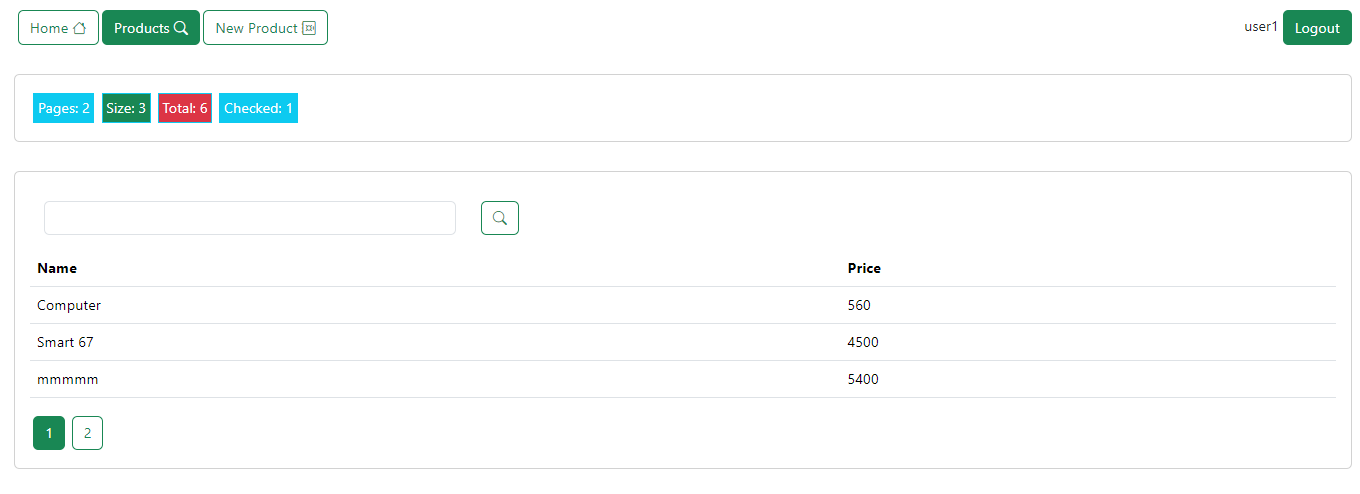 Home Products New Product user1 Logout
Pages: 2 Size: 3 Total: 6 Checked: 1
Name Price
Computer 560
Smart 67 4500
mmmmm 5400
1 2